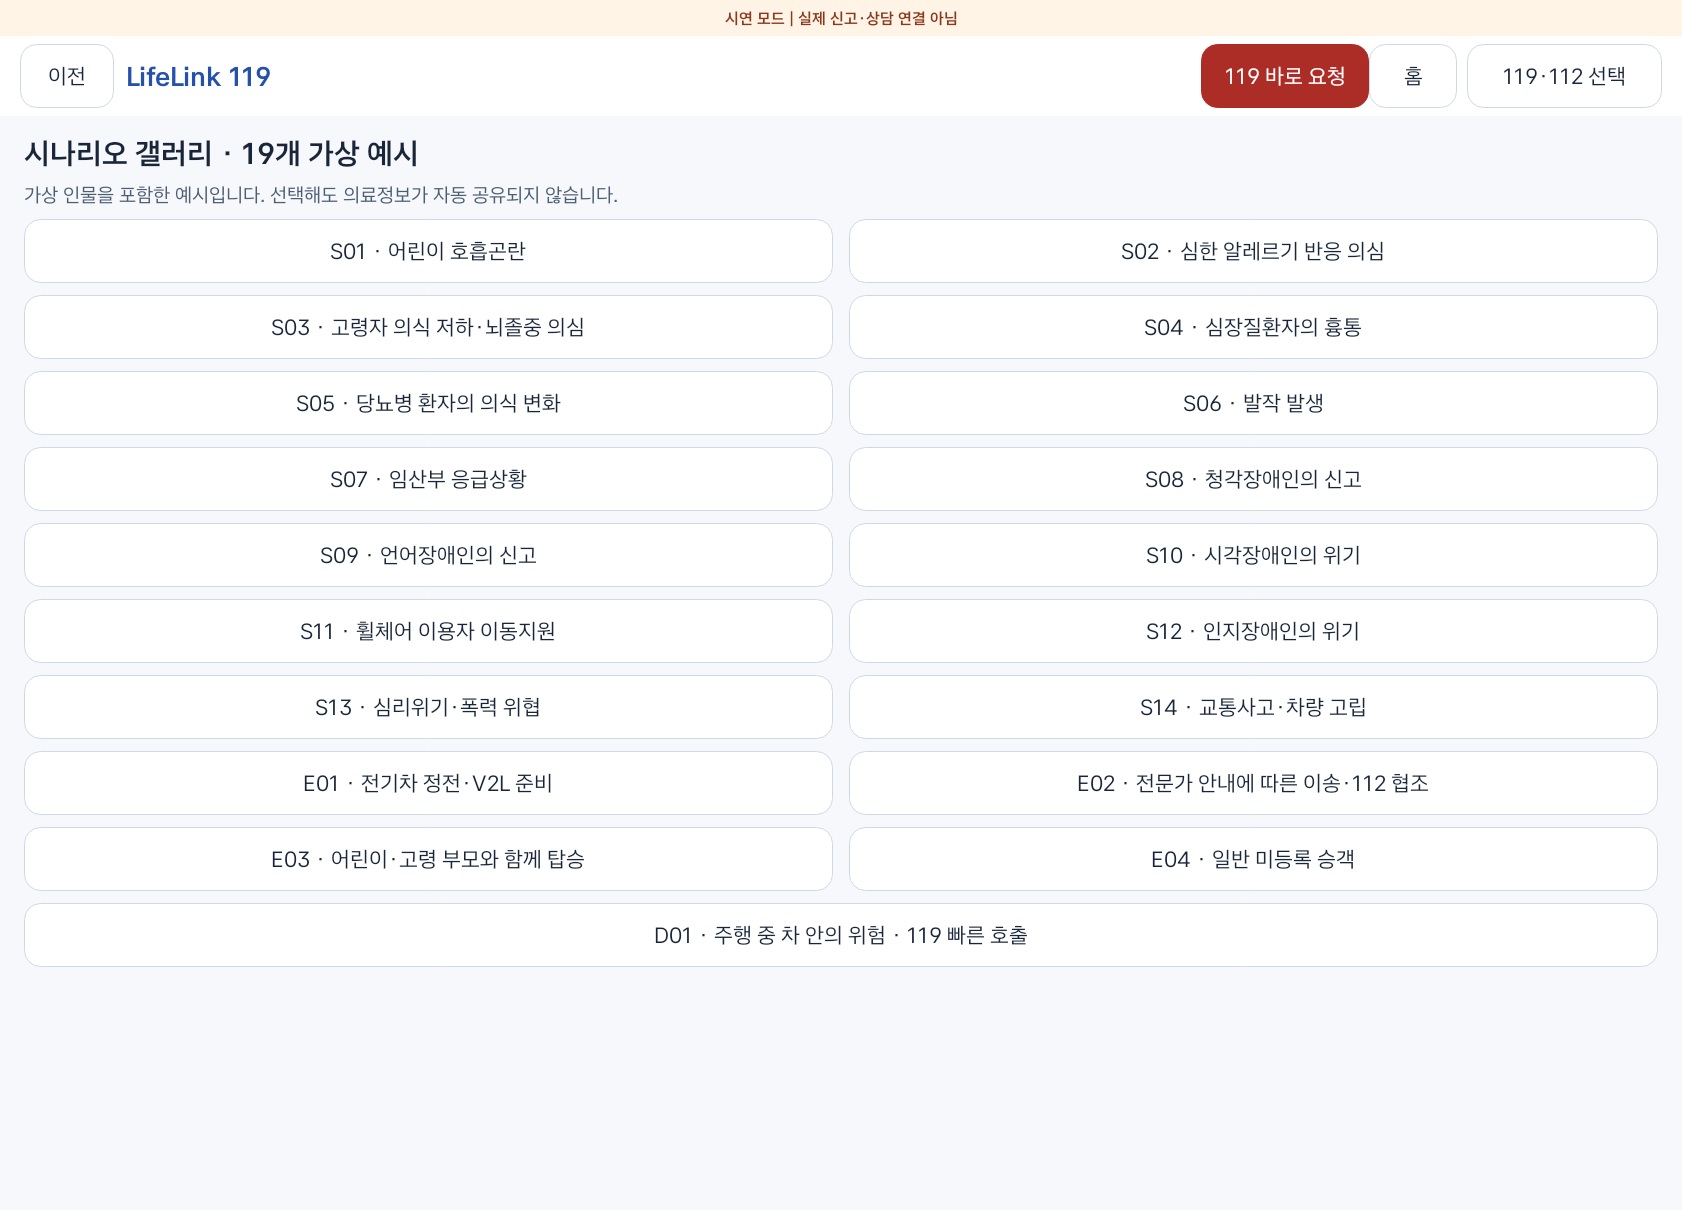 시연 모드 | 실제 신고·상담 연결 아님
이전
LifeLink 119
119 바로 요청
홈
119·112 선택
시나리오 갤러리 · 19개 가상 예시
가상 인물을 포함한 예시입니다. 선택해도 의료정보가 자동 공유되지 않습니다.
S01 · 어린이 호흡곤란
S02 · 심한 알레르기 반응 의심
S03 · 고령자 의식 저하·뇌졸중 의심
S04 · 심장질환자의 흉통
S05 · 당뇨병 환자의 의식 변화
S06 · 발작 발생
S07 · 임산부 응급상황
S08 · 청각장애인의 신고
S09 · 언어장애인의 신고
S10 · 시각장애인의 위기
S11 · 휠체어 이용자 이동지원
S12 · 인지장애인의 위기
S13 · 심리위기·폭력 위협
S14 · 교통사고·차량 고립
E01 · 전기차 정전·V2L 준비
E02 · 전문가 안내에 따른 이송·112 협조
E03 · 어린이·고령 부모와 함께 탑승
E04 · 일반 미등록 승객
D01 · 주행 중 차 안의 위험 · 119 빠른 호출